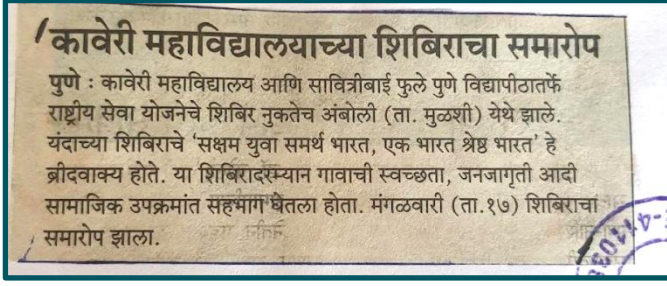 कावेरी महाविद्यालयाच्या शिबिराचा समारोप
पुणे : कावेरी महाविद्यालय आणि सावित्रीबाई फुले पुणे विद्यापीठातर्फे
राष्ट्रीय सेवा योजनेचे शिबिर नुकतेच अंबोली (ता. मुळशी) येथे झाले.
यंदाच्या शिबिराचे ‘सक्षम युवा समर्थ भारत, एक भारत श्रेष्ठ भारत’ हे
ब्रीदवाक्य होते. या शिबिरादरम्यान गावाची स्वच्छता, जनजागृती आदी
सामाजिक उपक्रमांत सहभाग घेतला होता. मंगळवारी (ता.१७) शिबिराचा
समारोप झाला.